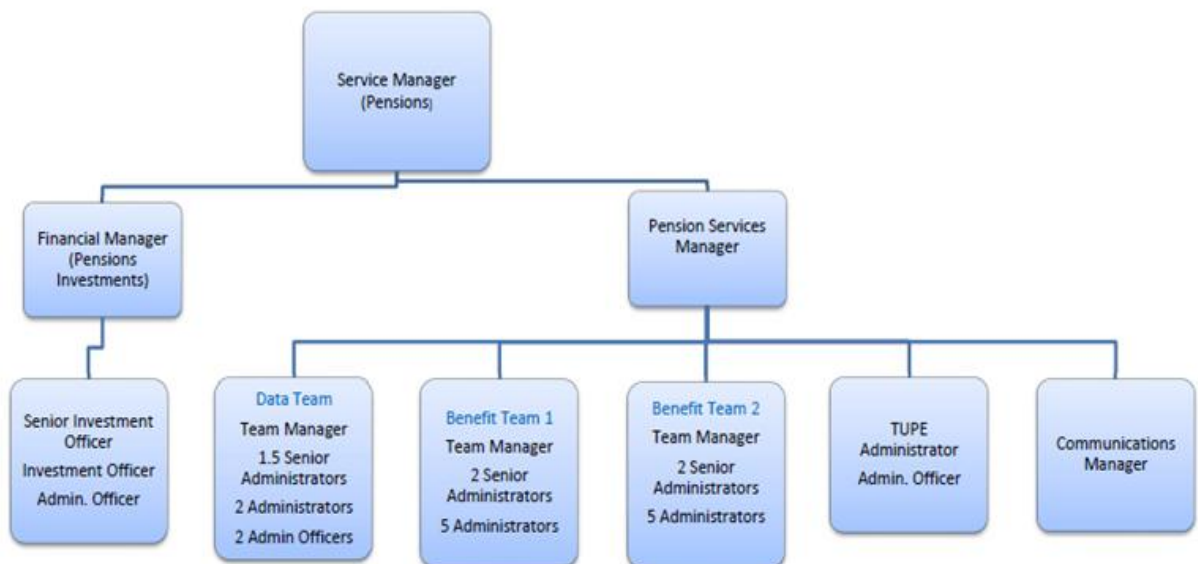 Service Manager
(Pensions)
Financial Manager
(Pensions
Investments)
Pension Services
Manager
Senior Investment
Officer
Investment Officer
Admin. Officer
Data Team
Team Manager
1.5 Senior
Administrators
2 Administrators
2 Admin Officers
Benefit Team 1
Team Manager
2 Senior
Administrators
5 Administrators
Benefit Team 2
Team Manager
2 Senior
Administrators
5 Administrators
TUPE
Administrator
Admin. Officer
Communications
Manager